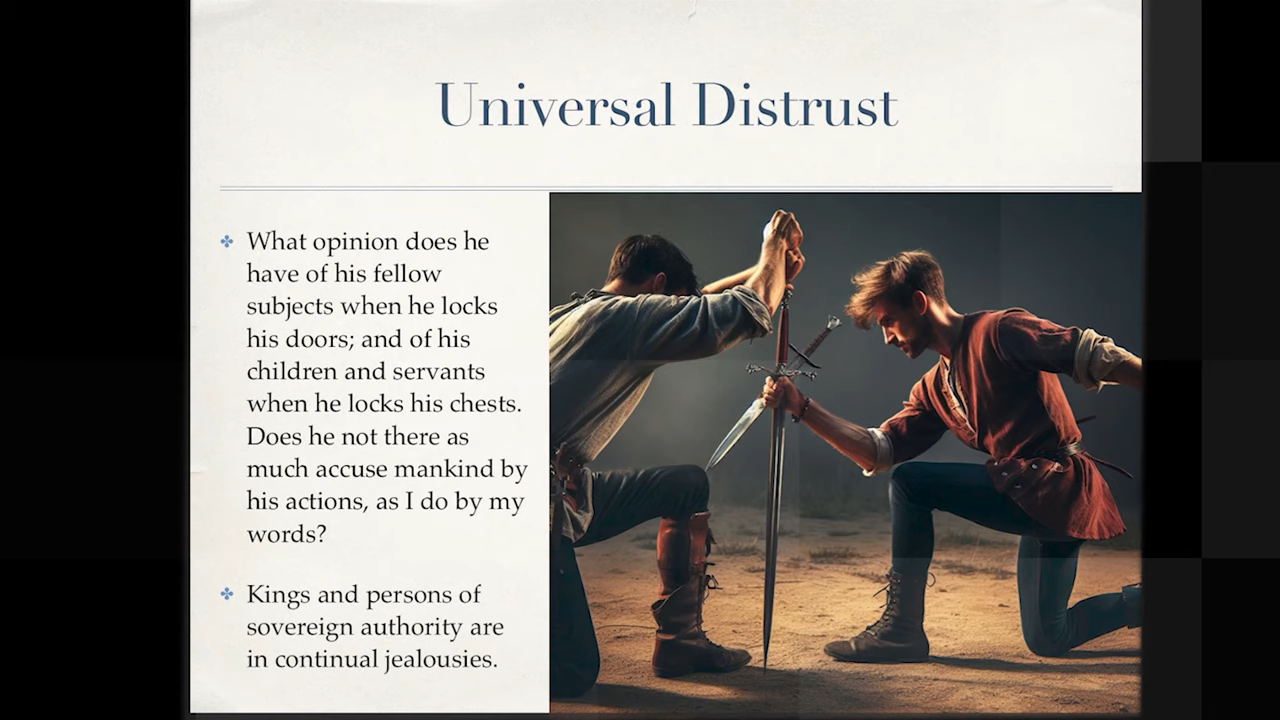 Universal Distrust
What opinion does he
have of his fellow
subjects when he locks
his doors; and of his
children and servants
when he locks his chests.
Does he not there as
much accuse mankind by
his actions, as I do by my
words?
Kings and persons of
sovereign authority are
in continual jealousies.